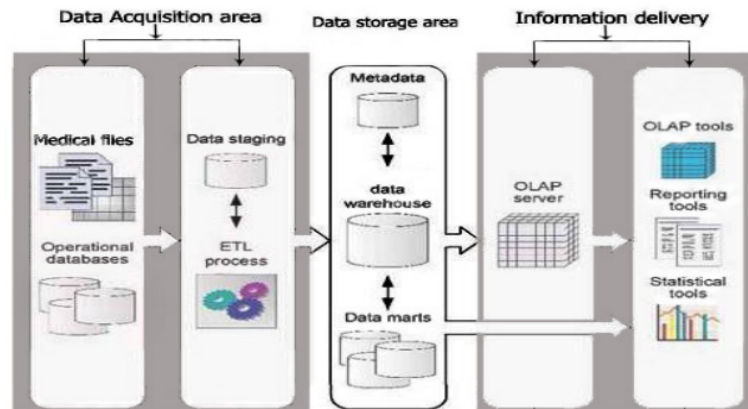 Data Acquisition area
Data storage area
Information delivery
Medical files
Operational databases
Data staging
ETL process
Metadata
data warehouse
Data marts
OLAP server
OLAP tools
Reporting tools
Statistical tools